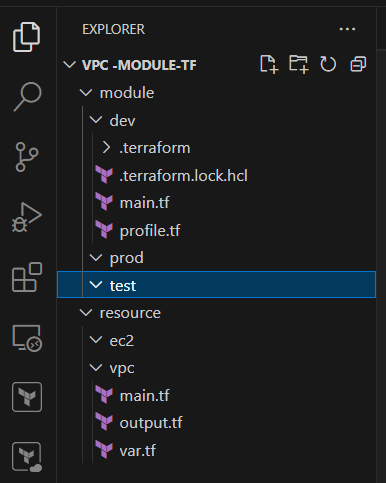 EXPLORER
VPC -MODULE-TF
module
dev
.terraform
.terraform.lock.hcl
main.tf
profile.tf
prod
test
resource
ec2
vpc
main.tf
output.tf
var.tf